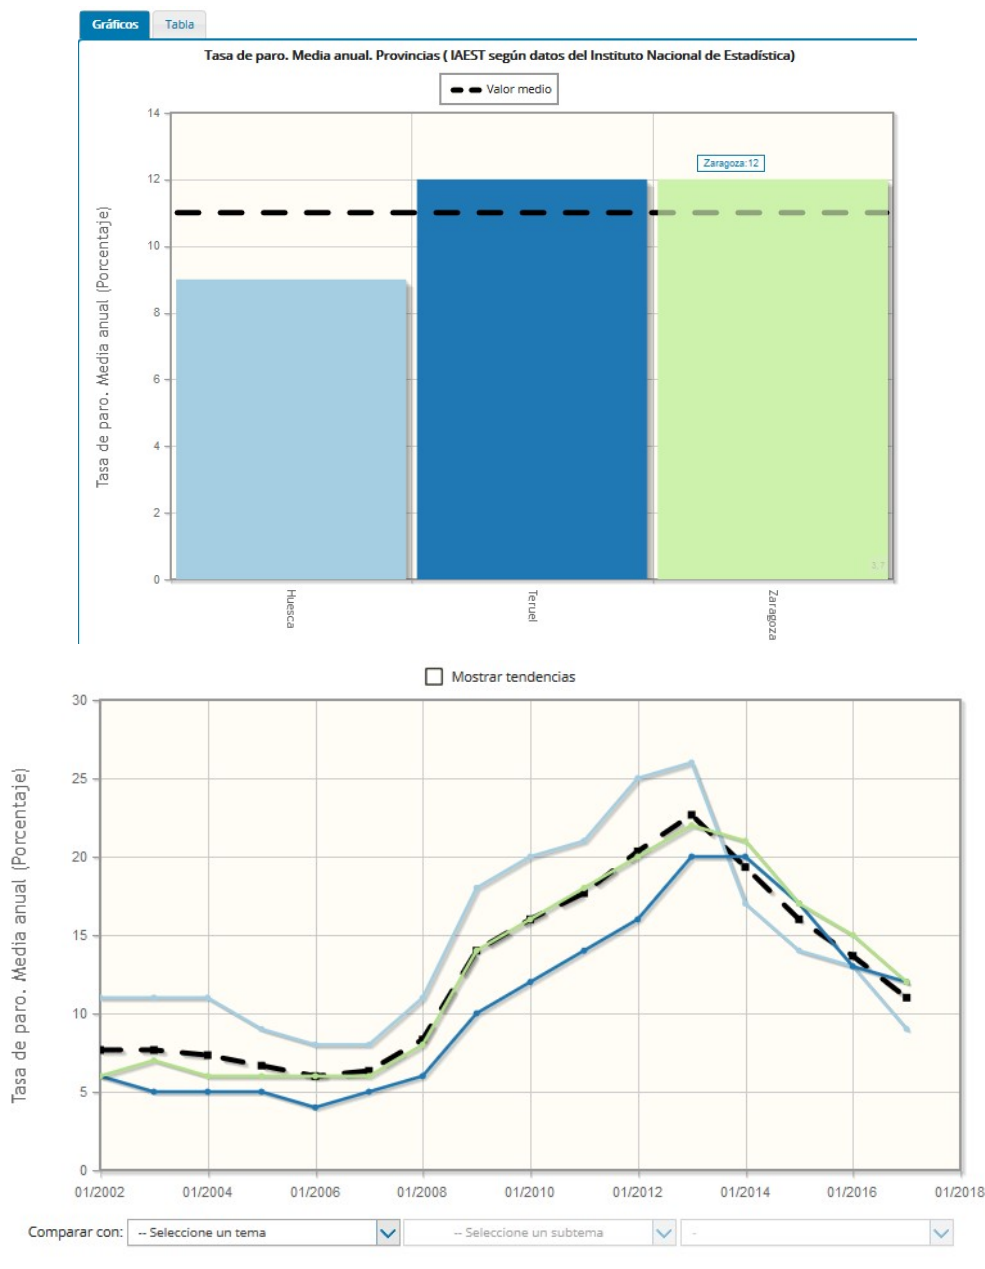 Gráficos Tabla
Tasa de paro. Media anual. Provincias ( IAEST según datos del Instituto Nacional de Estadística)
Valor medio
14
Zaragoza:12
12
10
8
6
4
2
0
Tasa de paro. Media anual (Porcentaje)
Huesca Teruel Zaragoza
Mostrar tendencias
30
25
20
15
10
5
0
Tasa de paro. Media anual (Porcentaje)
01/2002 01/2004 01/2006 01/2008 01/2010 01/2012 01/2014 01/2016 01/2018
Comparar con: -- Seleccione un tema -- Seleccione un subtema -